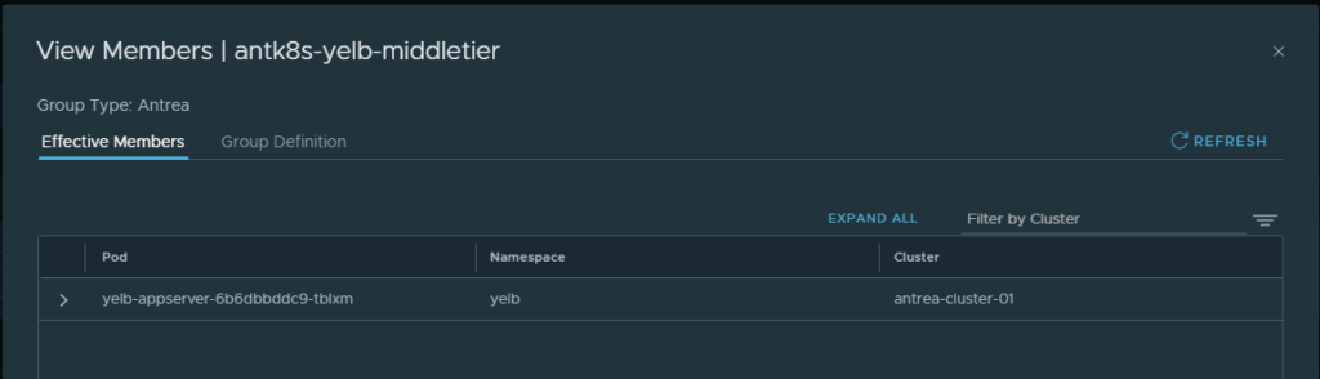 View Members | antk8s-yelb-middletier
Group Type: Antrea
Effective Members Group Definition REFRESH
EXPAND ALL Filter by Cluster
Pod Namespace Cluster
yelb-appserver-6b6dbbddc9-tblxm yelb antrea-cluster-01